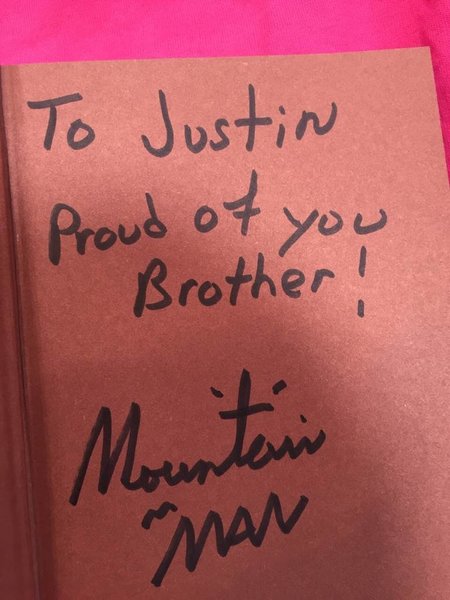 To Justin
Proud of you
Brother!
Mountain
MAN